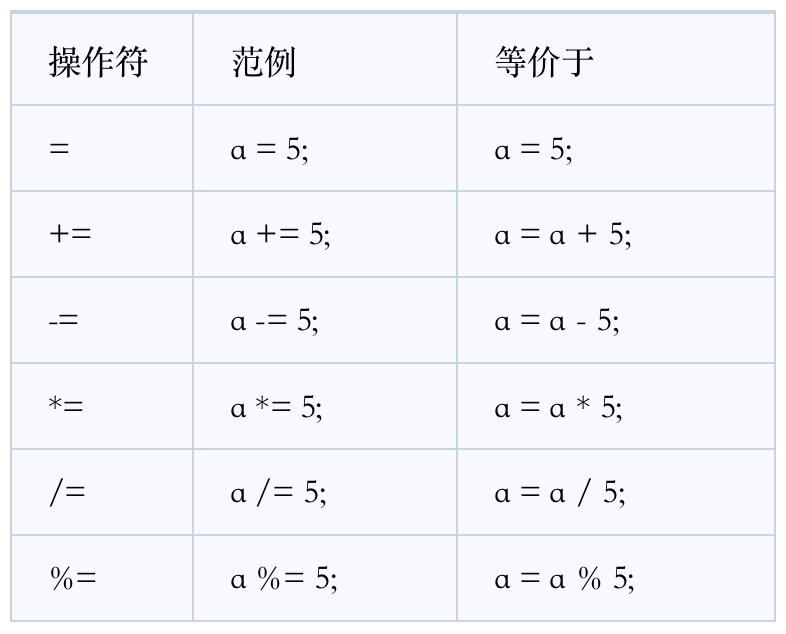 操作符 范例 等价于
= a = 5; a = 5;
+= a += 5; a = a + 5;
-= a -= 5; a = a - 5;
*= a *= 5; a = a * 5;
/= a /= 5; a = a / 5;
%= a %= 5; a = a % 5;